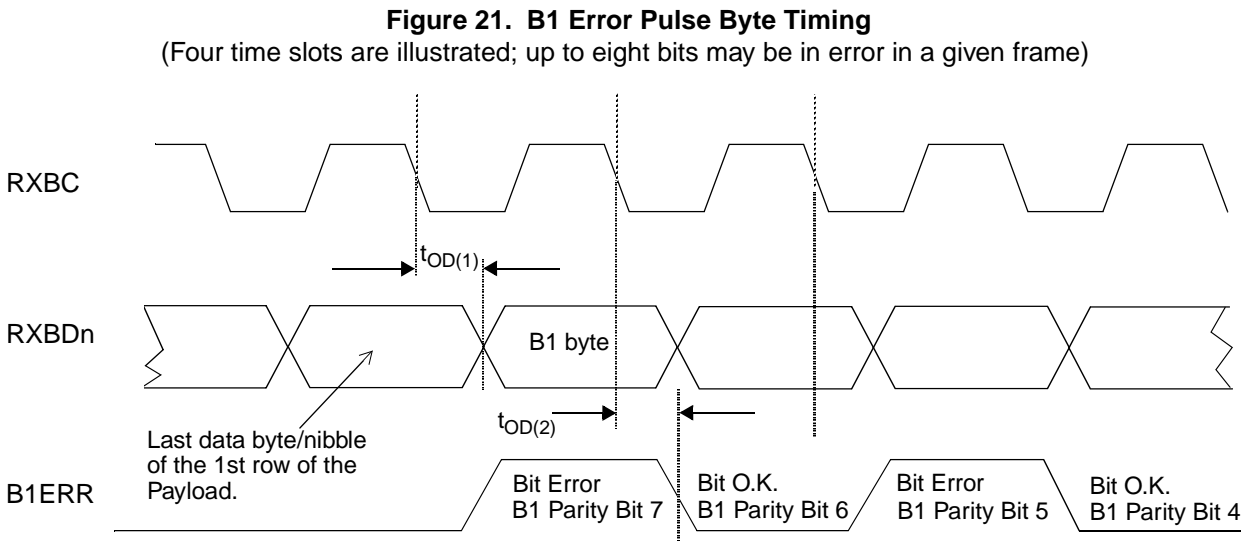 Figure 21. B1 Error Pulse Byte Timing
(Four time slots are illustrated; up to eight bits may be in error in a given frame)
RXBC
tOD(1)
RXBDn
B1 byte
tOD(2)
Last data byte/nibble
of the 1st row of the
Payload.
B1ERR
Bit Error
B1 Parity Bit 7
Bit O.K.
B1 Parity Bit 6
Bit Error
B1 Parity Bit 5
Bit O.K.
B1 Parity Bit 4